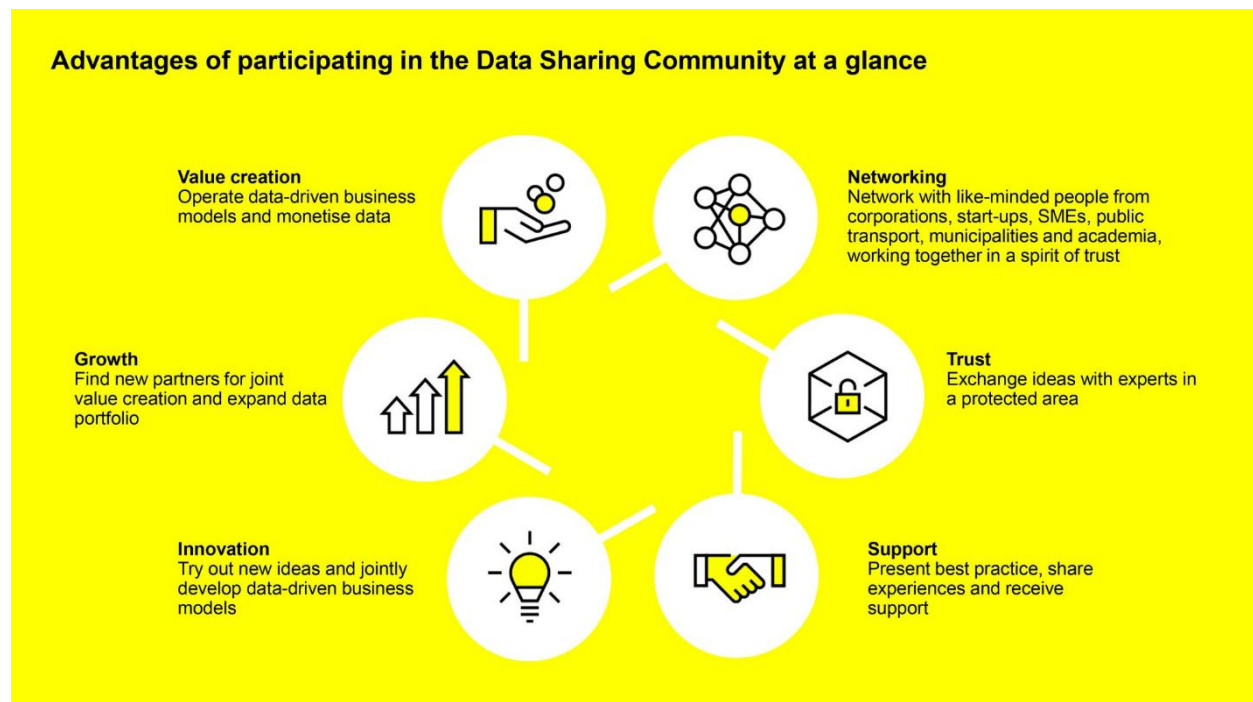 Advantages of participating in the Data Sharing Community at a glance
Value creation
Operate data-driven business
models and monetise data
Networking
Network with like-minded people from
corporations, start-ups, SMEs, public
transport, municipalities and academia,
working together in a spirit of trust
Growth
Find new partners for joint
value creation and expand data
portfolio
Trust
Exchange ideas with experts in
a protected area
Innovation
Try out new ideas and jointly
develop data-driven business
models
Support
Present best practice, share
experiences and receive
support